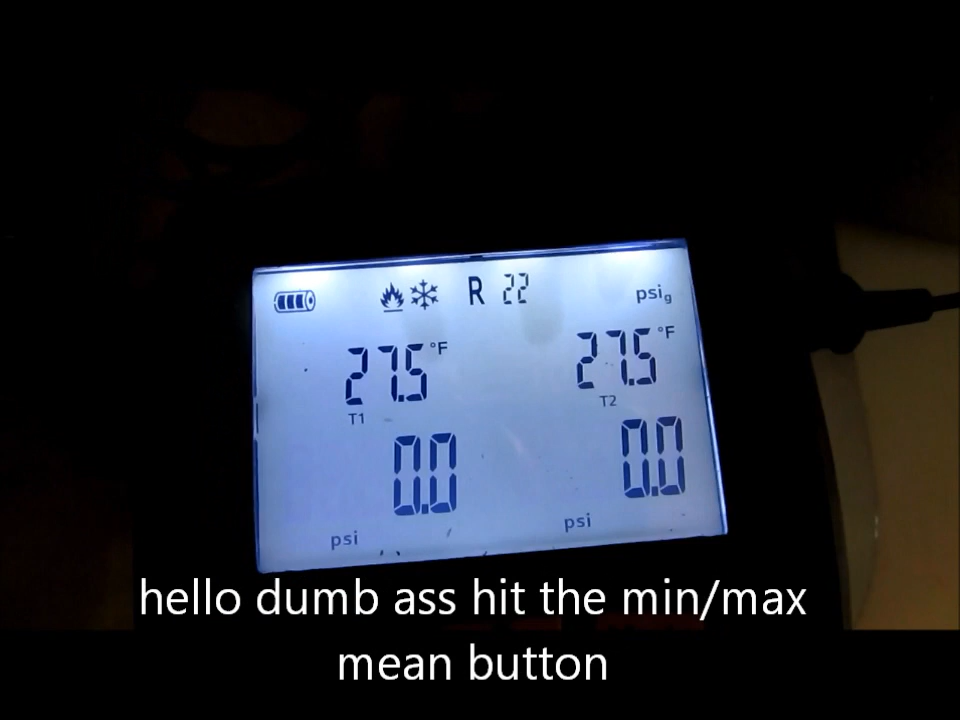 R 22
psig
27.5 °F 27.5 °F
T1 T2
0.0 0.0
psi psi
hello dumb ass hit the min/max
mean button